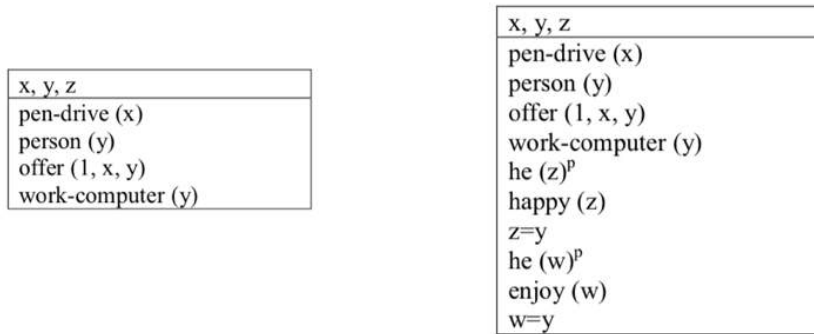 x, y, z
pen-drive (x)
person (y)
offer (1, x, y)
work-computer (y)
x, y, z
pen-drive (x)
person (y)
offer (1, x, y)
work-computer (y)
he (z)ᵖ
happy (z)
z=y
he (w)ᵖ
enjoy (w)
w=y